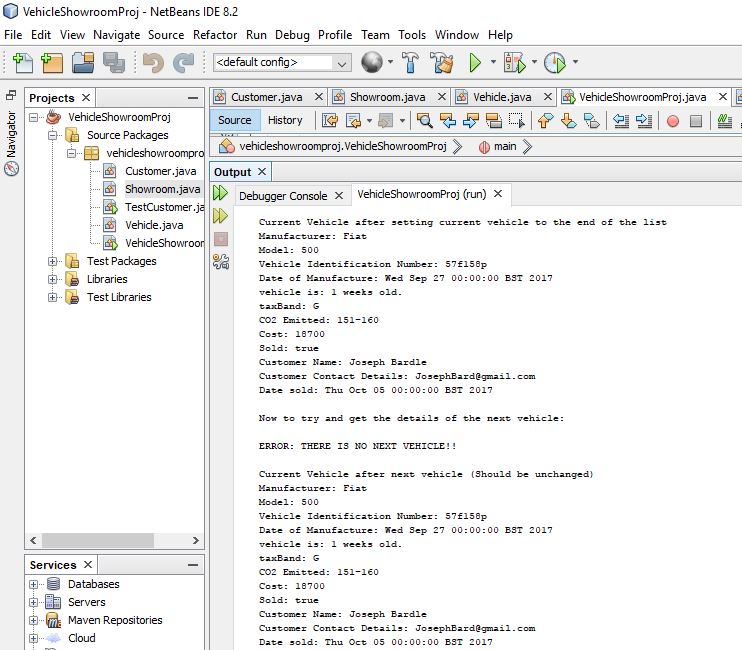 VehicleShowroomProj - NetBeans IDE 8.2
File Edit View Navigate Source Refactor Run Debug Profile Team Tools Window Help
<default config>
Projects
VehicleShowroomProj
Source Packages
vehicleshowroompro
Customer.java
Showroom.java
TestCustomer.ja
Vehicle.java
VehicleShowroor
Test Packages
Libraries
Test Libraries
Navigator
Services
Databases
Servers
Maven Repositories
Cloud
Customer.java Showroom.java Vehicle.java VehicleShowroomProj.java
Source History
vehicleshowroomproj.VehicleShowroomProj main
Output
Debugger Console VehicleShowroomProj (run)
Current Vehicle after setting current vehicle to the end of the list
Manufacturer: Fiat
Model: 500
Vehicle Identification Number: 57f158p
Date of Manufacture: Wed Sep 27 00:00:00 BST 2017
vehicle is: 1 weeks old.
taxBand: G
CO2 Emitted: 151-160
Cost: 18700
Sold: true
Customer Name: Joseph Bardle
Customer Contact Details: JosephBard@gmail.com
Date sold: Thu Oct 05 00:00:00 BST 2017
Now to try and get the details of the next vehicle:
ERROR: THERE IS NO NEXT VEHICLE!!
Current Vehicle after next vehicle (Should be unchanged)
Manufacturer: Fiat
Model: 500
Vehicle Identification Number: 57f158p
Date of Manufacture: Wed Sep 27 00:00:00 BST 2017
vehicle is: 1 weeks old.
taxBand: G
CO2 Emitted: 151-160
Cost: 18700
Sold: true
Customer Name: Joseph Bardle
Customer Contact Details: JosephBard@gmail.com
Date sold: Thu Oct 05 00:00:00 BST 2017